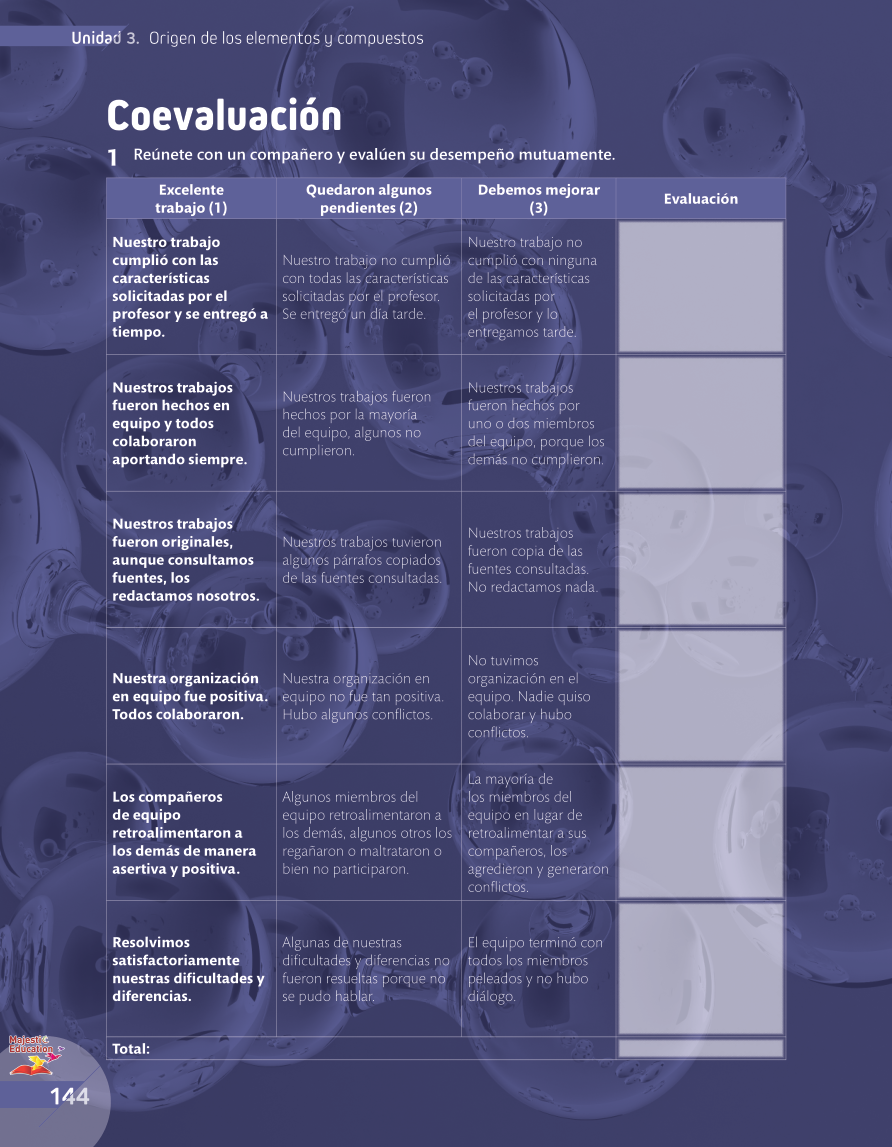 Unidad 3. Origen de los elementos y compuestos
Coevaluación
1 Reúnete con un compañero y evalúen su desempeño mutuamente.
Excelente
trabajo (1)
Quedaron algunos
pendientes (2)
Debemos mejorar
(3)
Evaluación
Nuestro trabajo
cumplió con las
características
solicitadas por el
profesor y se entregó a
tiempo.
Nuestro trabajo no cumplió
con todas las características
solicitadas por el profesor.
Se entregó un día tarde.
Nuestro trabajo no
cumplió con ninguna
de las características
solicitadas por
el profesor y lo
entregamos tarde.
Nuestros trabajos
fueron hechos en
equipo y todos
colaboraron
aportando siempre.
Nuestros trabajos fueron
hechos por la mayoría
del equipo, algunos no
cumplieron.
Nuestros trabajos
fueron hechos por
uno o dos miembros
del equipo, porque los
demás no cumplieron.
Nuestros trabajos
fueron originales,
aunque consultamos
fuentes, los
redactamos nosotros.
Nuestros trabajos tuvieron
algunos párrafos copiados
de las fuentes consultadas.
Nuestros trabajos
fueron copia de las
fuentes consultadas.
No redactamos nada.
Nuestra organización
en equipo fue positiva.
Todos colaboraron.
Nuestra organización en
equipo no fue tan positiva.
Hubo algunos conflictos.
No tuvimos
organización en el
equipo. Nadie quiso
colaborar y hubo
conflictos.
Los compañeros
de equipo
retroalimentaron a
los demás de manera
asertiva y positiva.
Algunos miembros del
equipo retroalimentaron a
los demás, algunos otros los
regañaron o maltrataron o
bien no participaron.
La mayoría de
los miembros del
equipo en lugar de
retroalimentar a sus
compañeros, los
agredieron y generaron
conflictos.
Resolvimos
satisfactoriamente
nuestras dificultades y
diferencias.
Algunas de nuestras
dificultades y diferencias no
fueron resueltas porque no
se pudo hablar.
El equipo terminó con
todos los miembros
peleados y no hubo
diálogo.
Total:
Majestic
Education
144